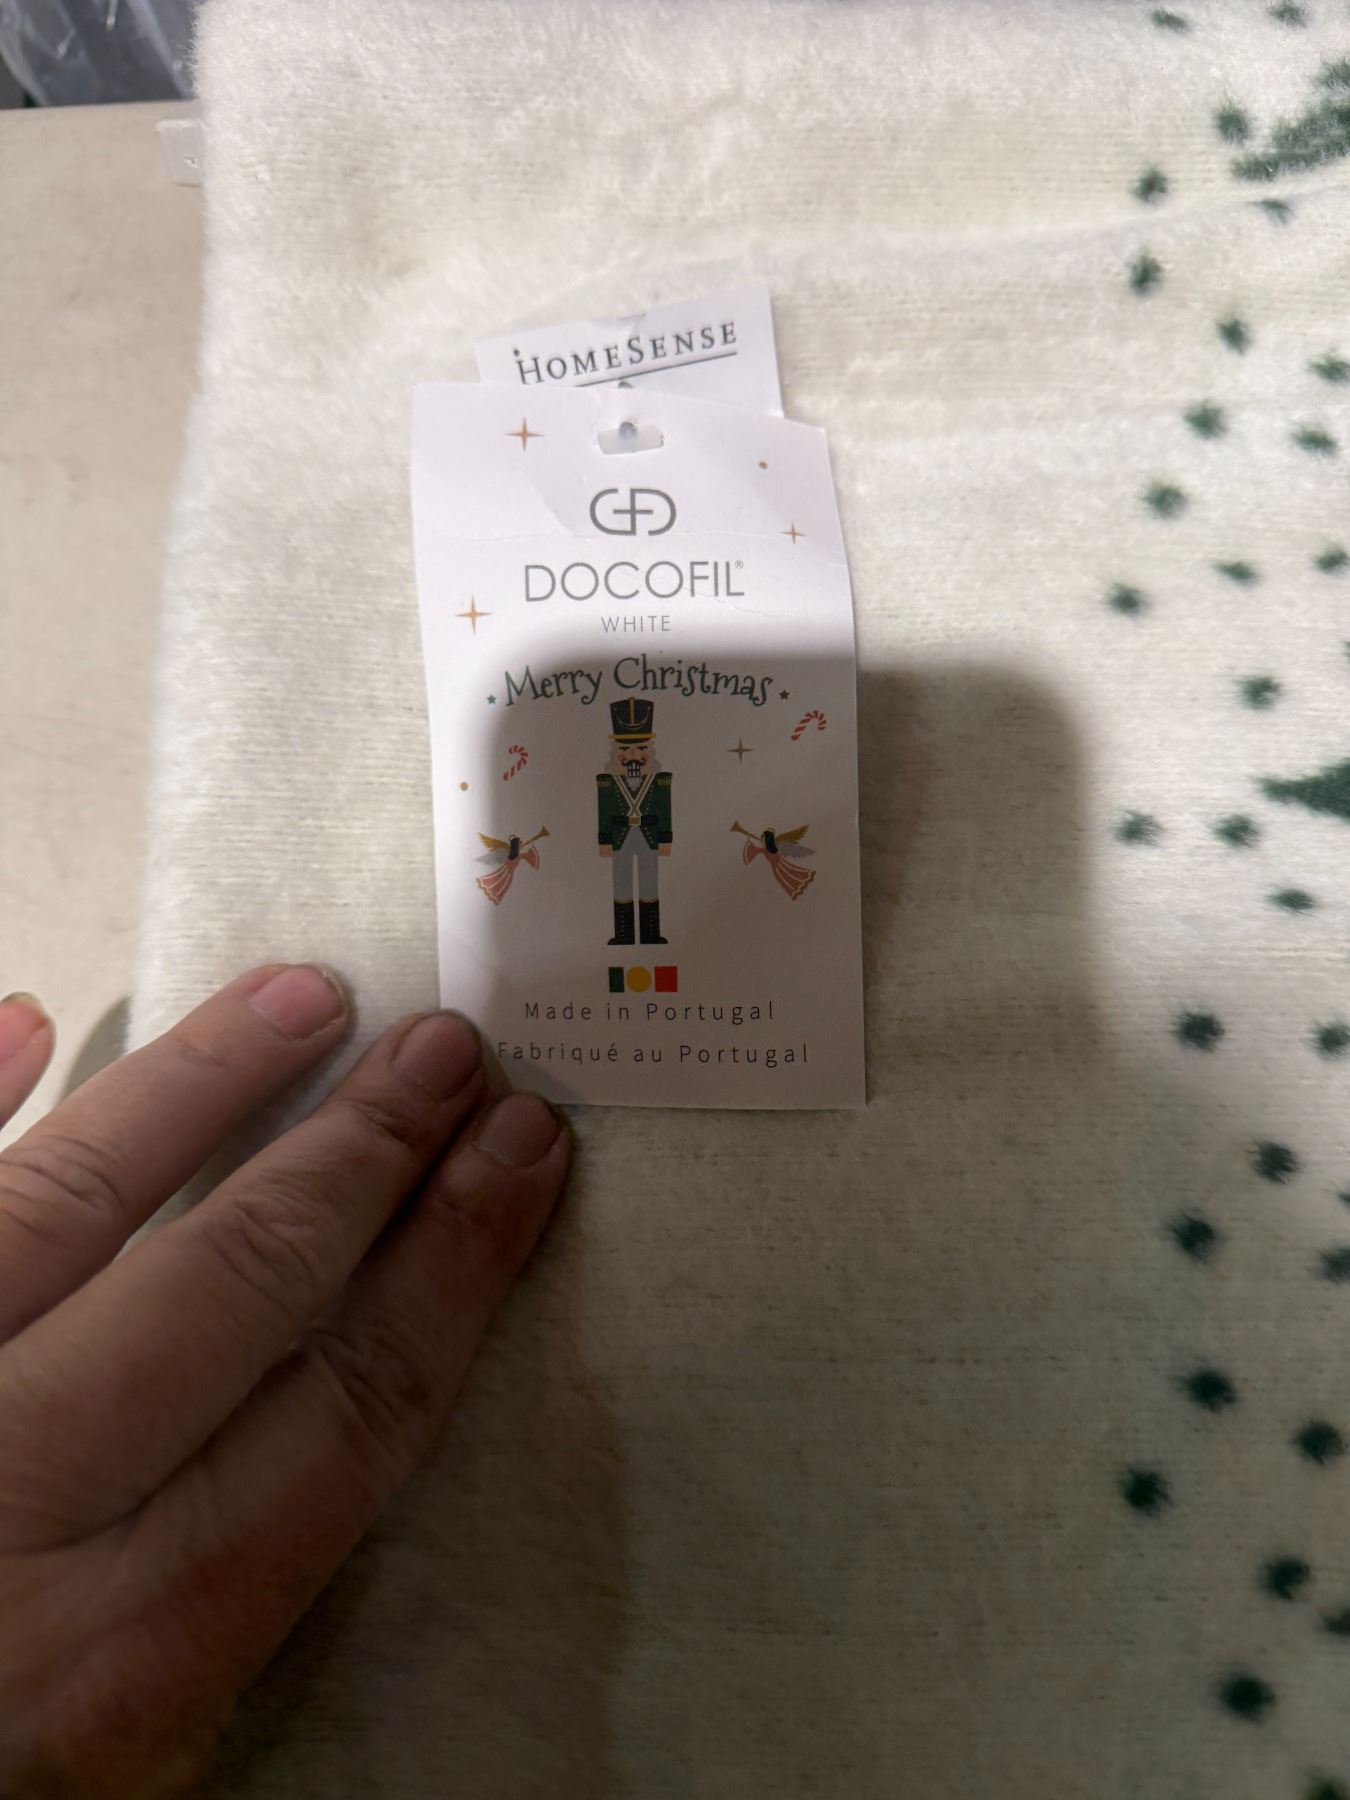 HOMESENSE
DOCOFIL®
WHITE
Merry Christmas
Made in Portugal
Fabriqué au Portugal